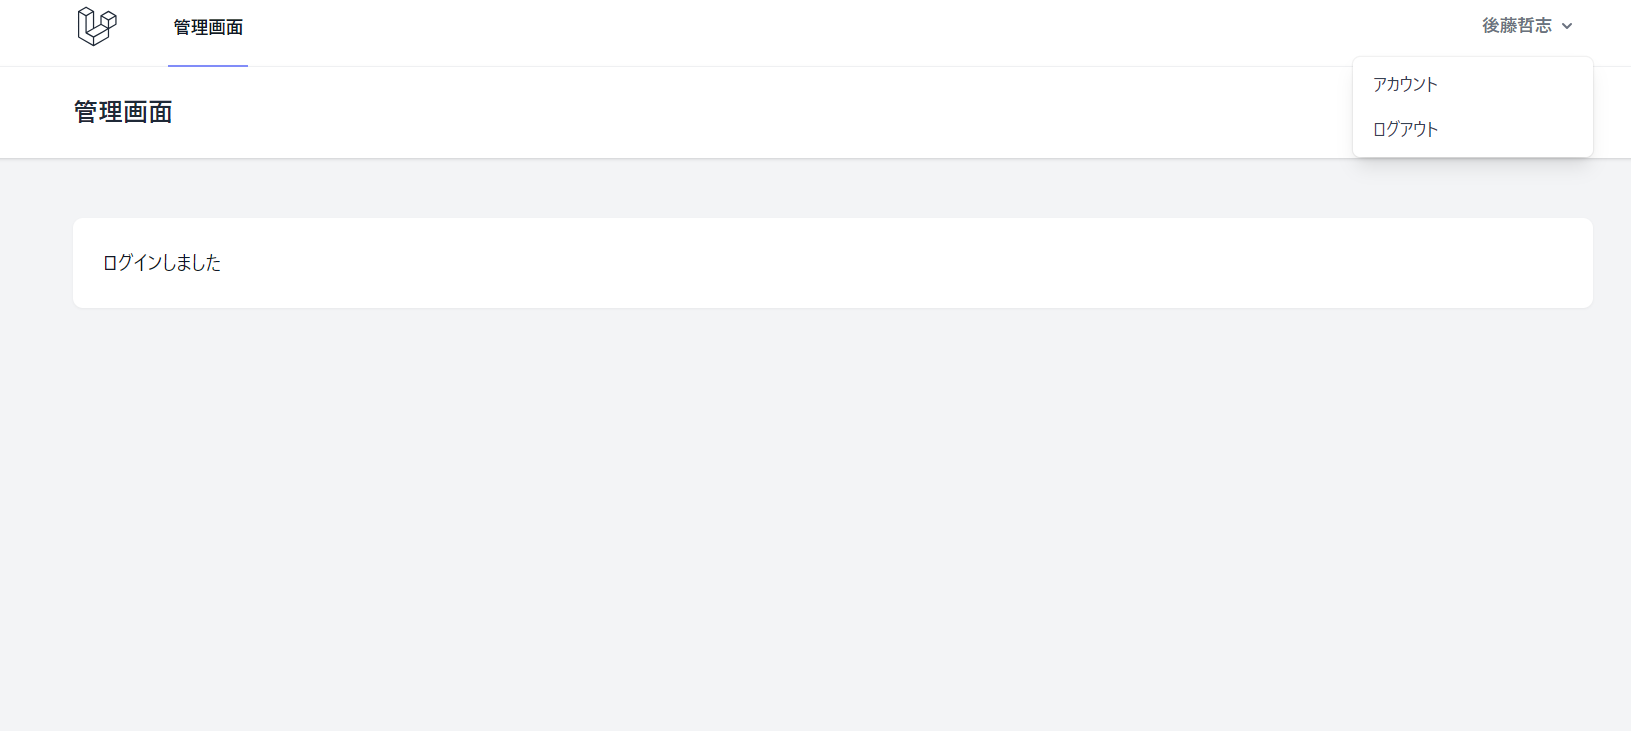 管理画面
後藤哲志
アカウント
ログアウト
管理画面
ログインしました